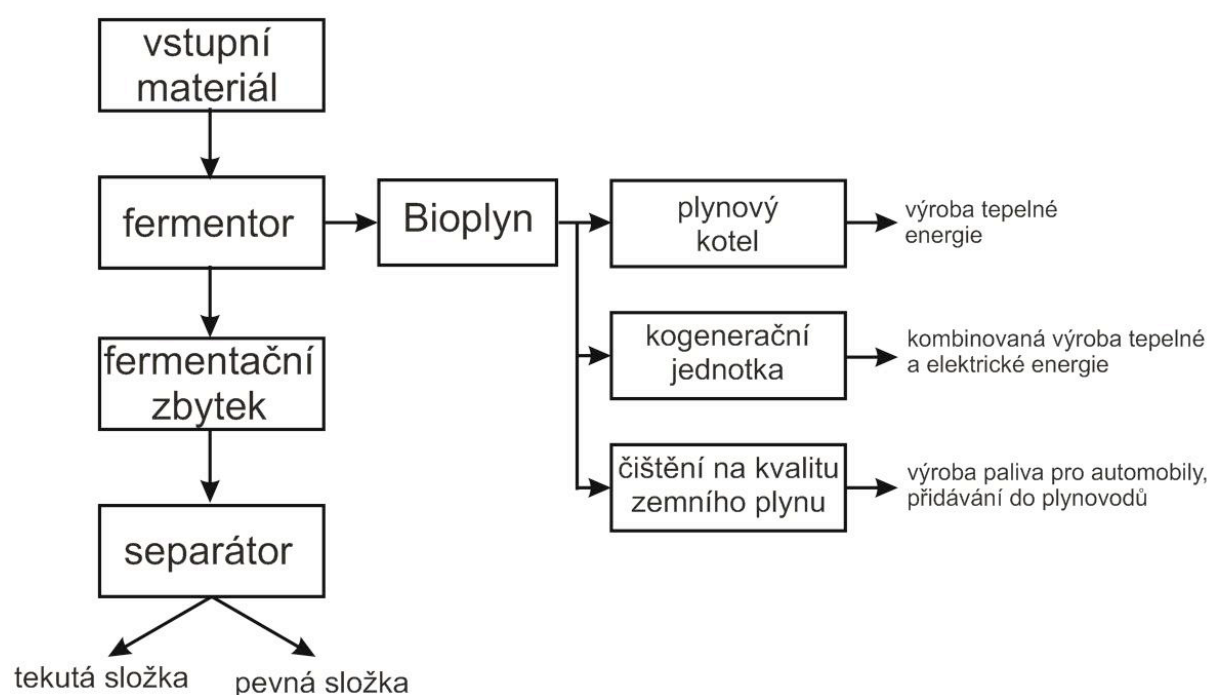 vstupní
materiál
fermentor
Bioplyn
plynový
kotel
výroba tepelné
energie
fermentační
zbytek
kogenerační
jednotka
kombinovaná výroba tepelné
a elektrické energie
separátor
čištění na kvalitu
zemního plynu
výroba paliva pro automobily,
přidávání do plynovodů
tekutá složka
pevná složka